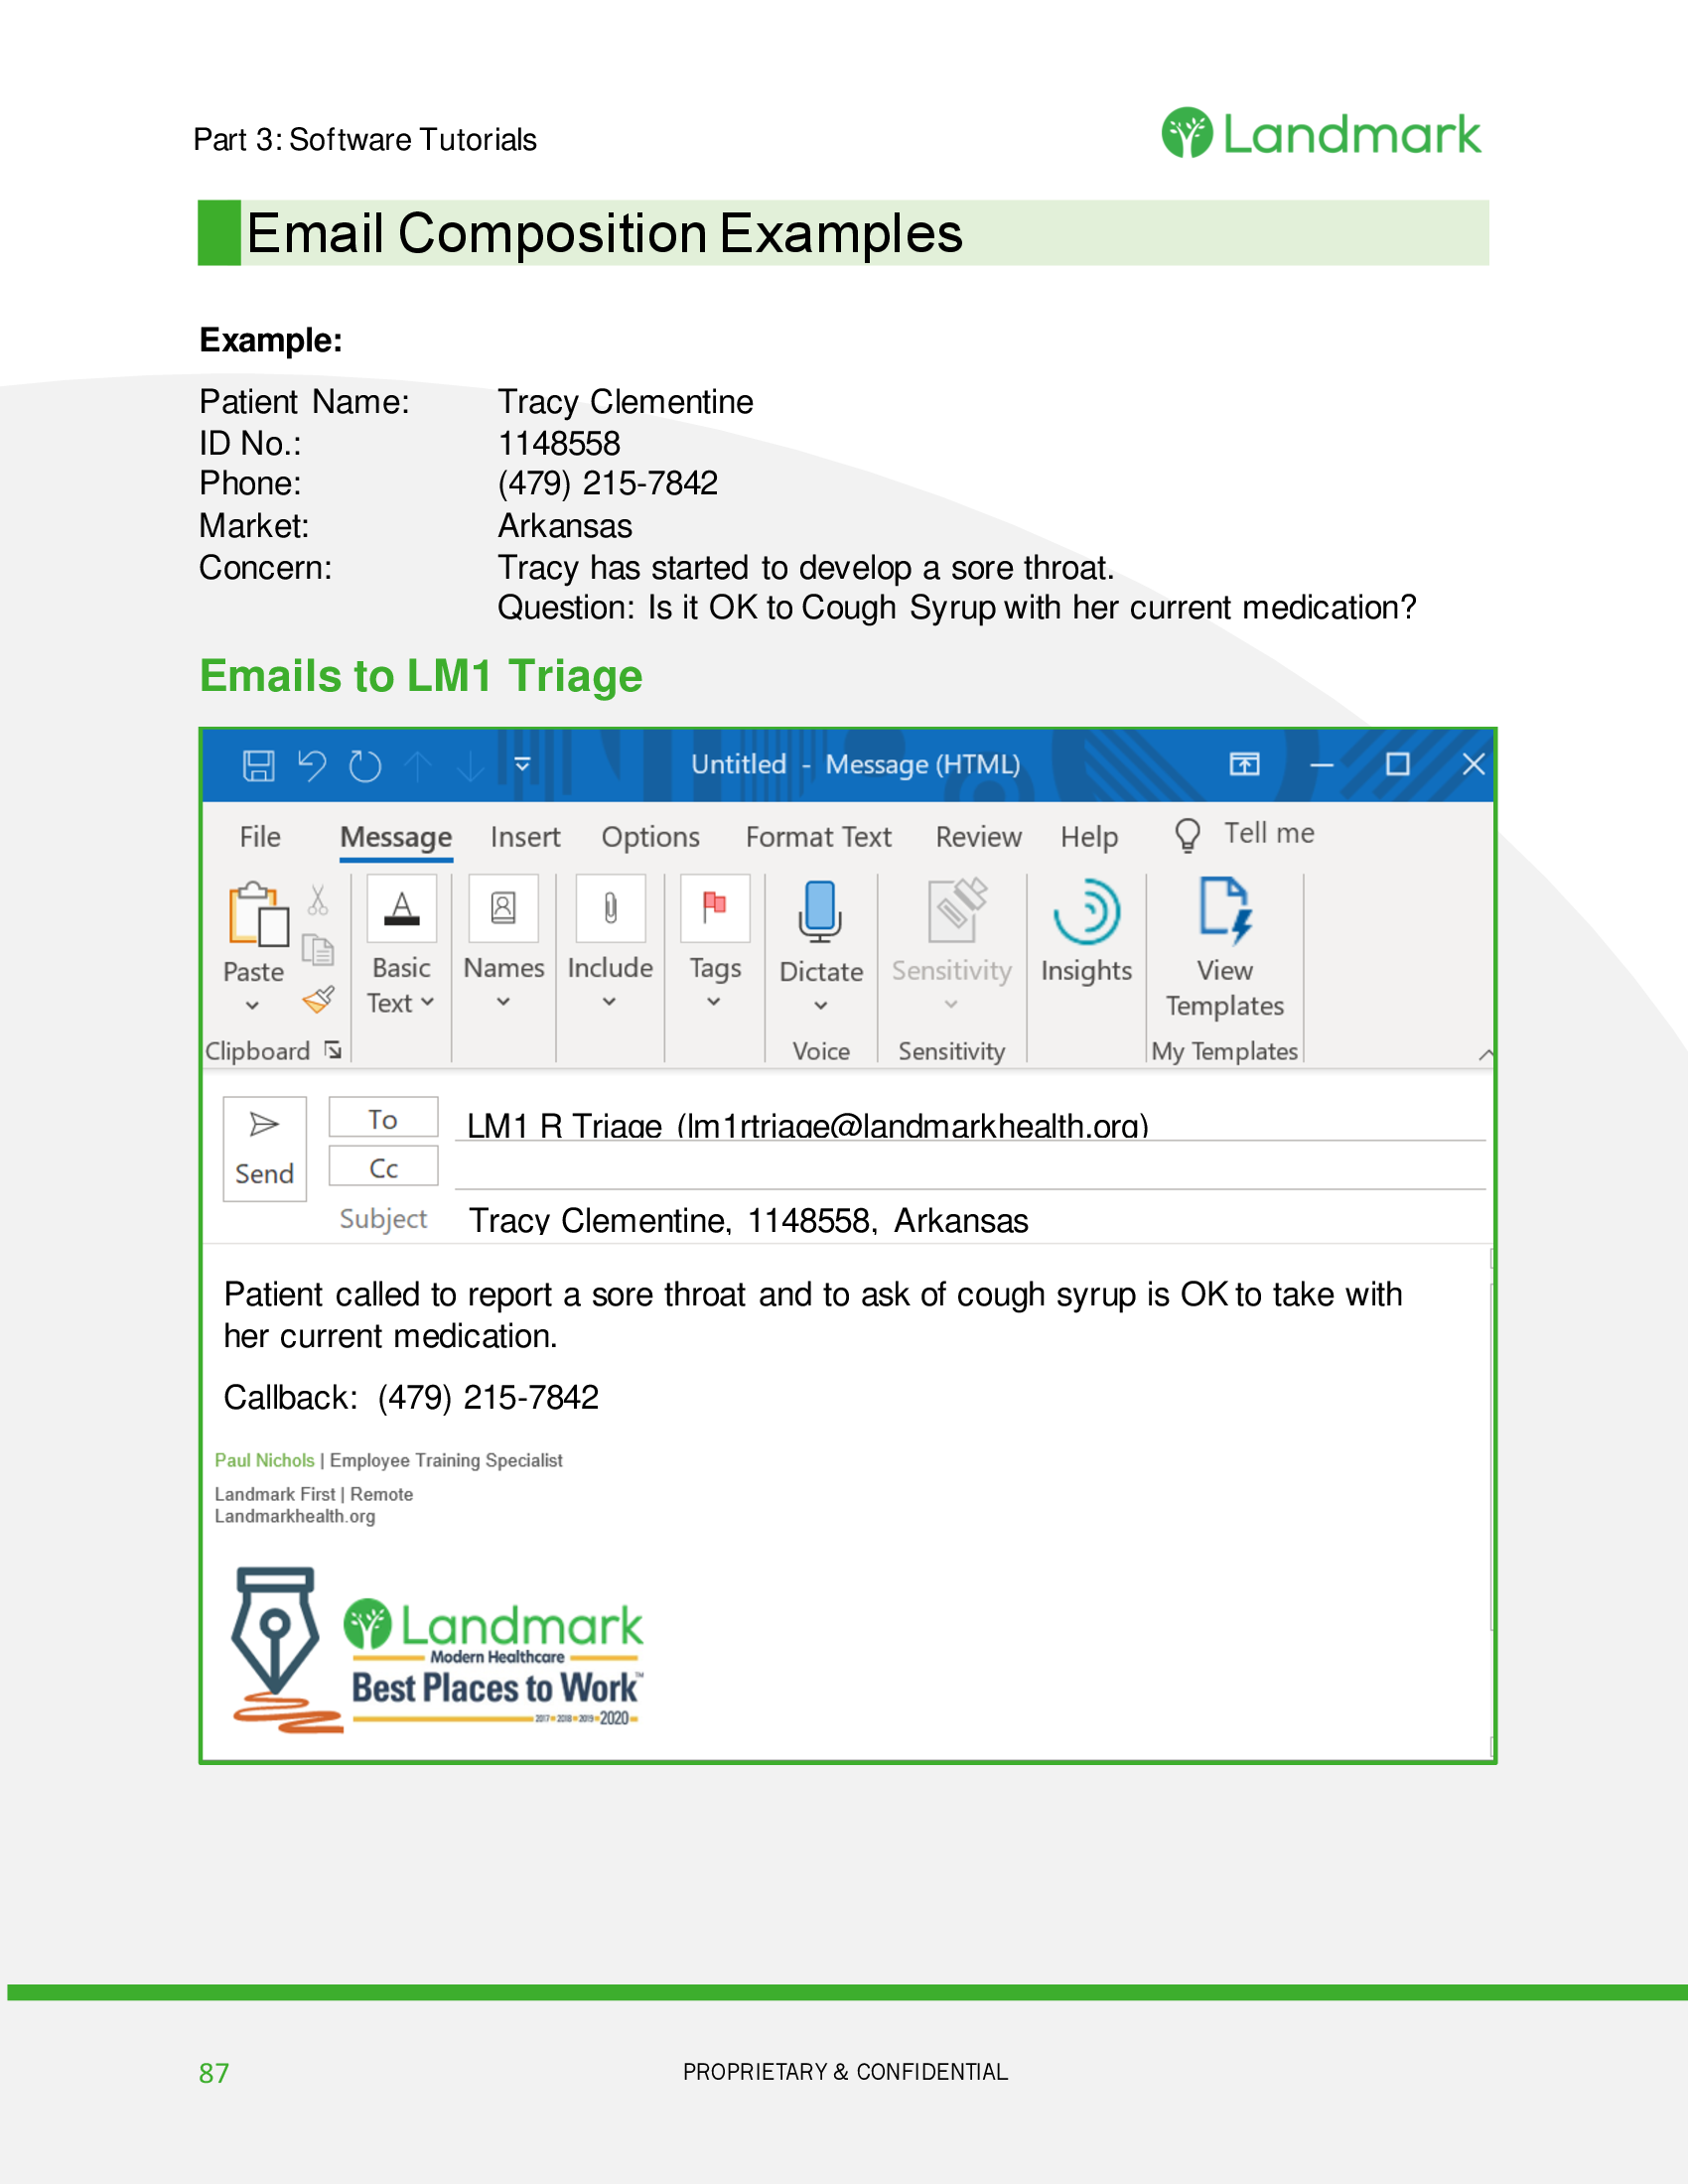 Part 3: Software Tutorials
Landmark
Email Composition Examples
Example:
Patient Name: Tracy Clementine
ID No.: 1148558
Phone: (479) 215-7842
Market: Arkansas
Concern: Tracy has started to develop a sore throat.
Question: Is it OK to Cough Syrup with her current medication?
Emails to LM1 Triage
Untitled - Message (HTML)
File Message Insert Options Format Text Review Help Tell me
Paste Basic Text Names Include Tags Dictate Sensitivity Insights View Templates
Clipboard Voice Sensitivity My Templates
To LM1 R Triage (lm1rtriage@landmarkhealth.org)
Send Cc
Subject Tracy Clementine, 1148558, Arkansas
Patient called to report a sore throat and to ask of cough syrup is OK to take with
her current medication.
Callback: (479) 215-7842
Paul Nichols | Employee Training Specialist
Landmark First | Remote
Landmarkhealth.org
Landmark
Modern Healthcare
Best Places to Work™
2017 2018 2019 2020
87 PROPRIETARY & CONFIDENTIAL